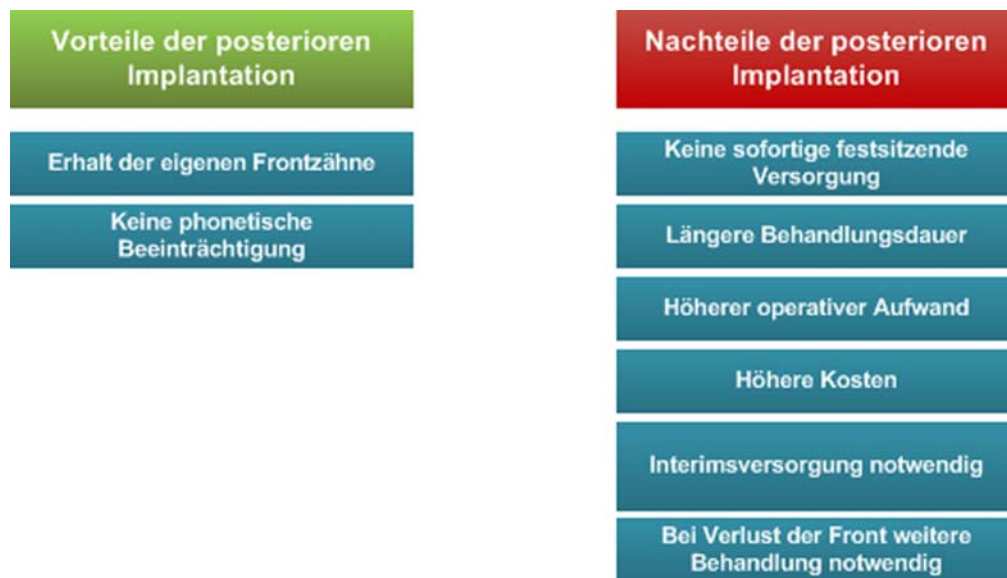 Vorteile der posterioren
Implantation
Erhalt der eigenen Frontzähne
Keine phonetische
Beeinträchtigung
Nachteile der posterioren
Implantation
Keine sofortige festsitzende
Versorgung
Längere Behandlungsdauer
Höherer operativer Aufwand
Höhere Kosten
Interimsversorgung notwendig
Bei Verlust der Front weitere
Behandlung notwendig